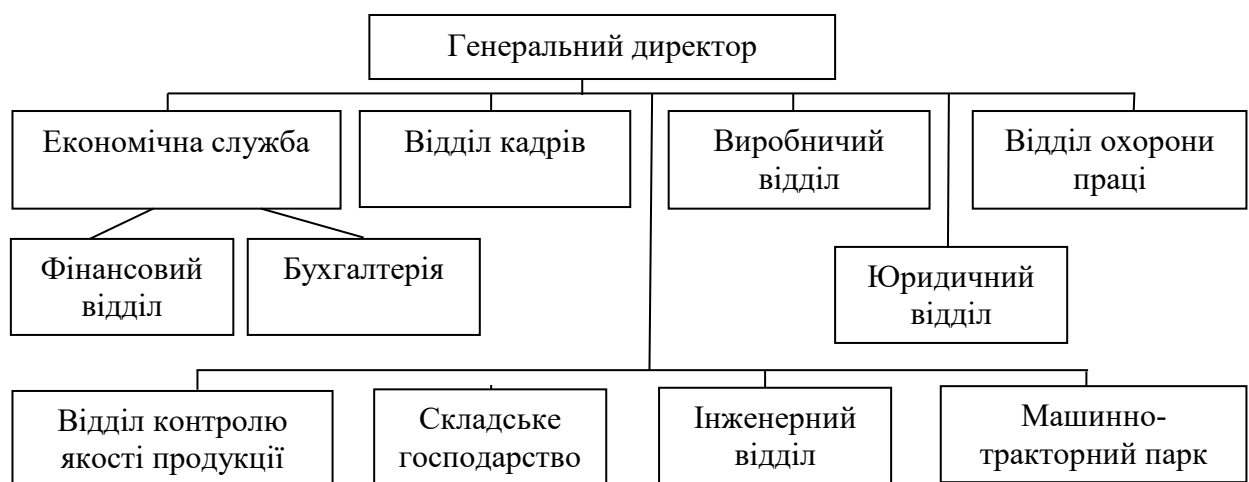 Генеральний директор
Економічна служба
Відділ кадрів
Виробничий
відділ
Відділ охорони
праці
Фінансовий
відділ
Бухгалтерія
Юридичний
відділ
Відділ контролю
якості продукції
Складське
господарство
Інженерний
відділ
Машинно-
тракторний парк